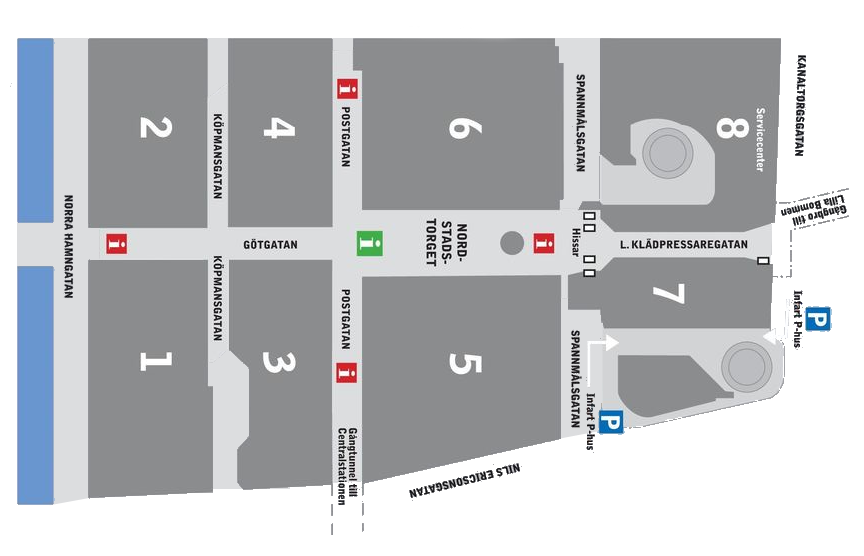 KANALTORGSGATAN
Servicecenter
8
SPANNMÅLSGATAN
6
i
POSTGATAN
4
KÖPMANSGATAN
2
Gångbro till
Lilla Bommen
L. KLÄDPRESSAREGATAN
Hissar
i
NORD-
STADS-
TORGET
i
GÖTGATAN
i
NORRA HAMNGATAN
P
Infart P-hus
7
SPANNMÅLSGATAN
Infart P-hus
P
5
POSTGATAN
i
3
KÖPMANSGATAN
1
Gångtunnel till
Centralstationen
NILS ERICSONSGATAN